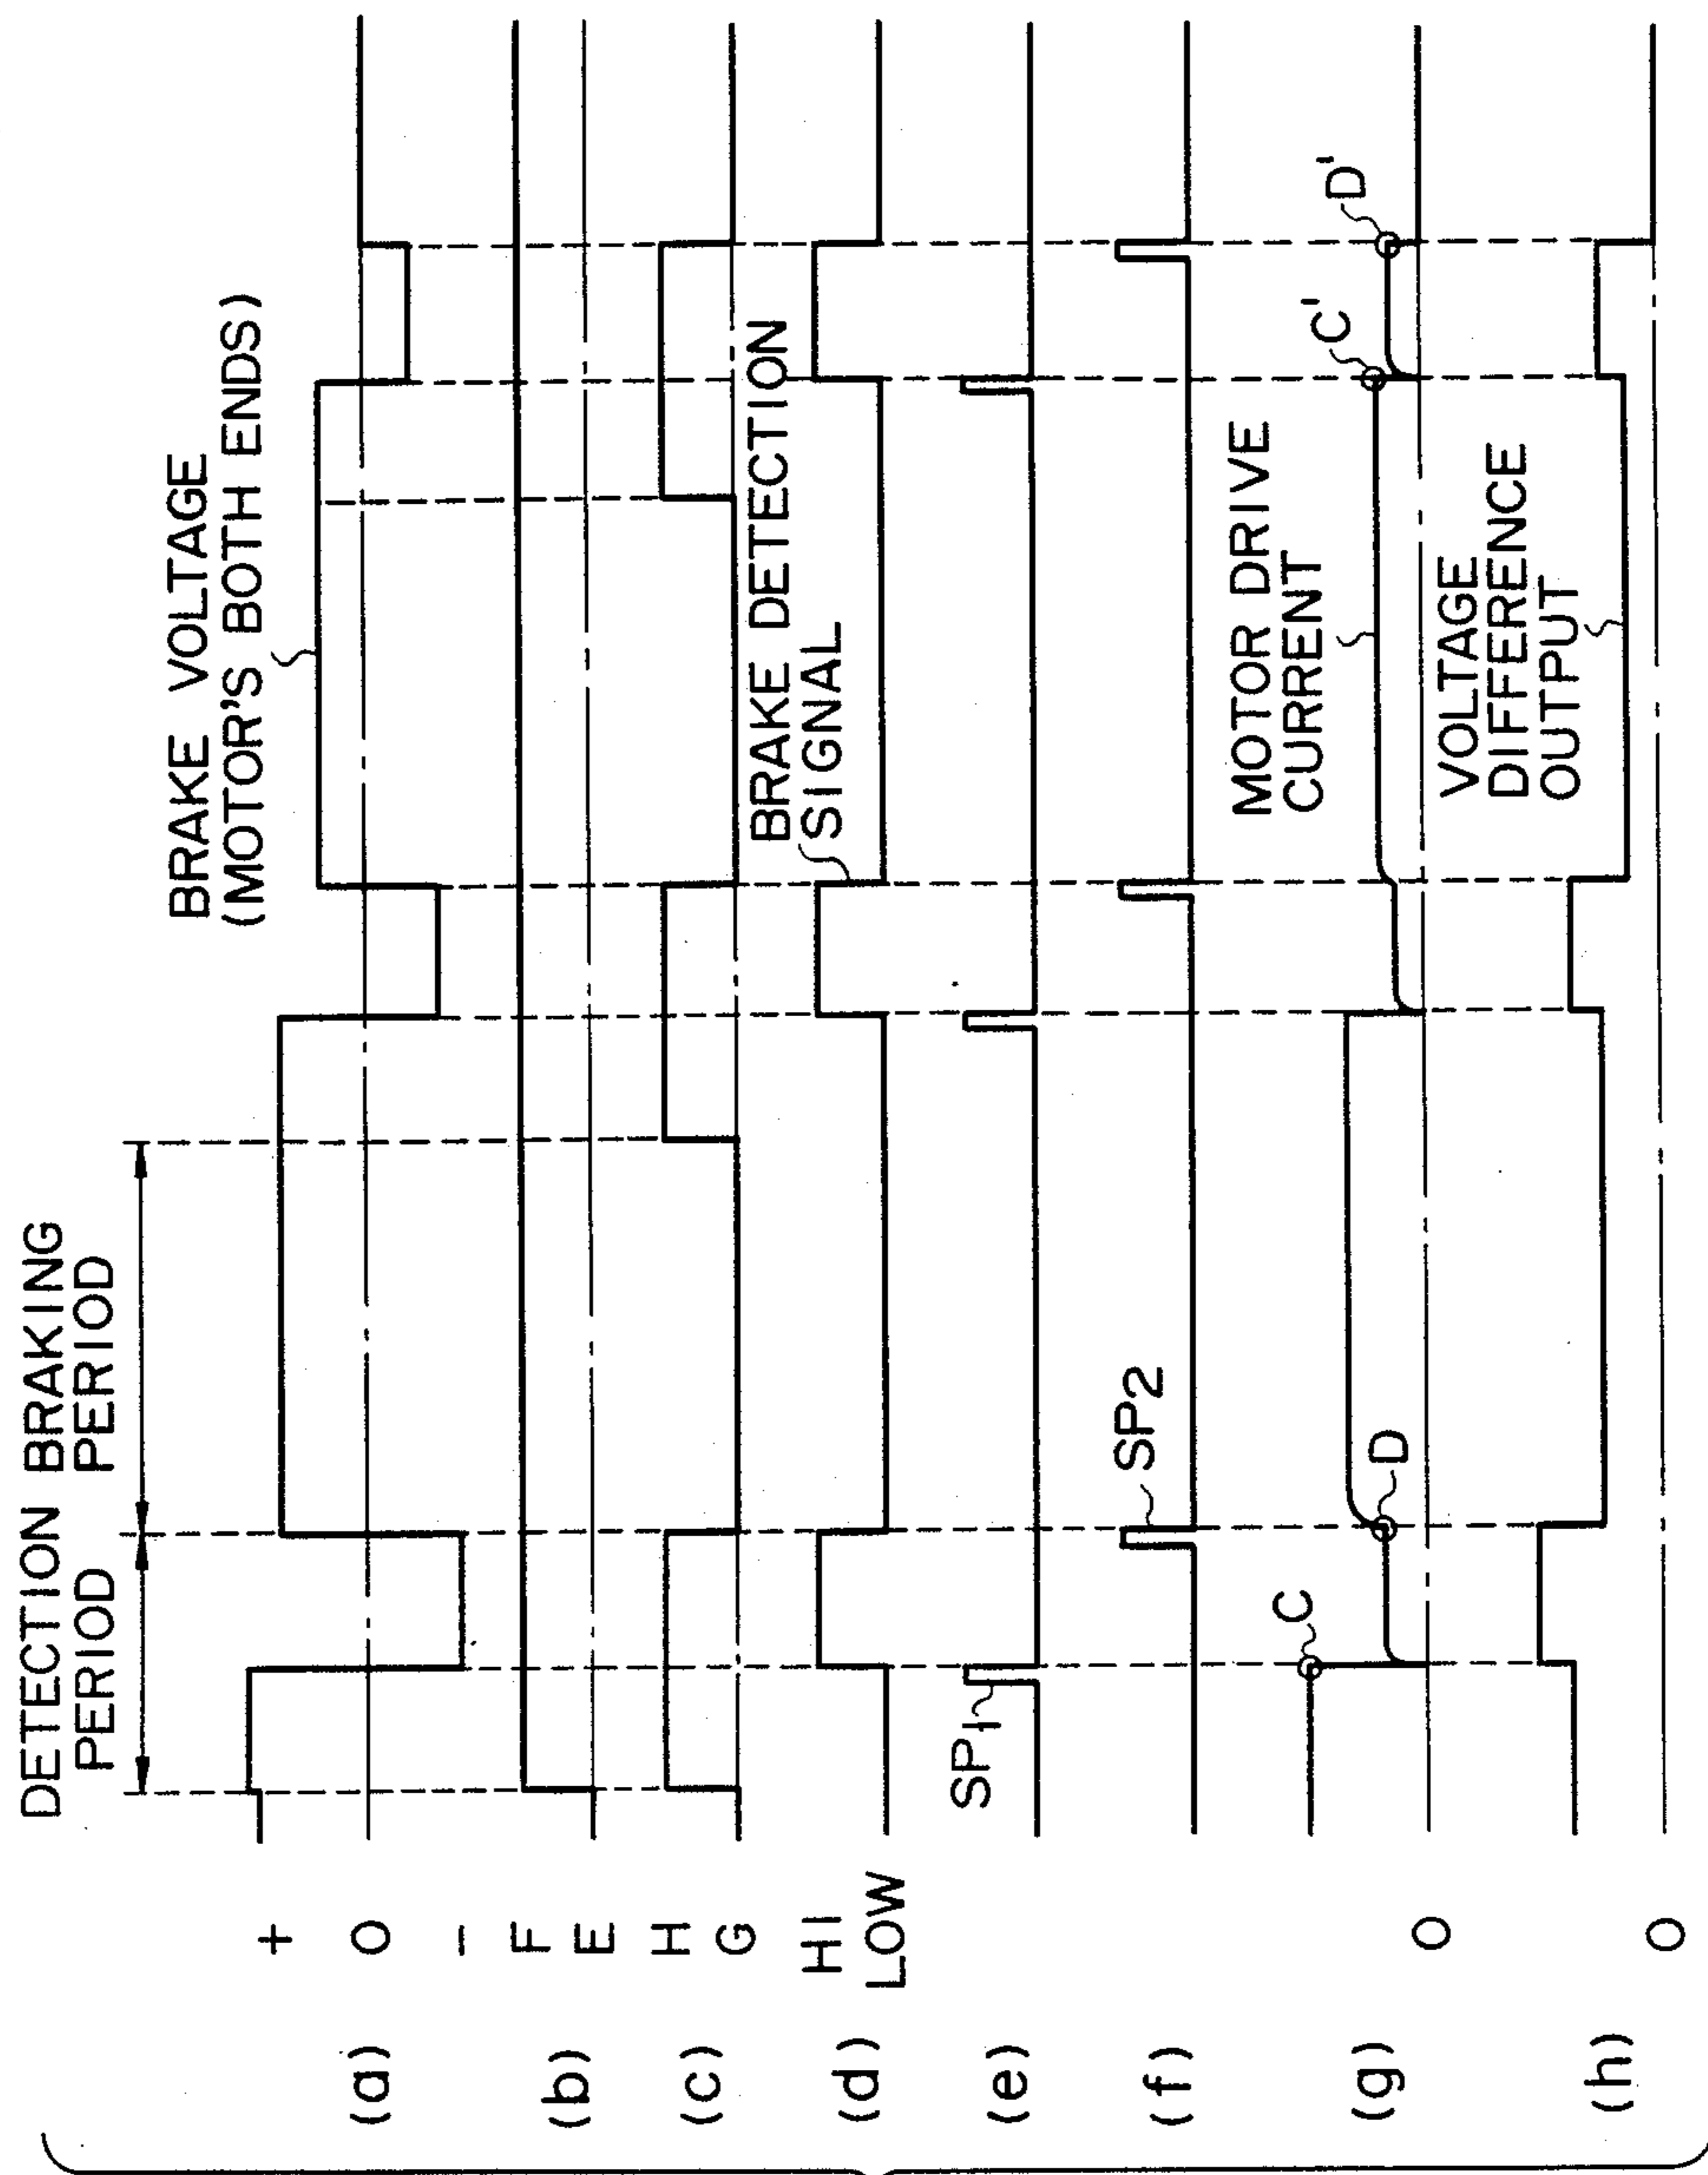 DETECTION BRAKING
PERIOD PERIOD
BRAKE VOLTAGE
(MOTOR'S BOTH ENDS)
(a)
+
0
-
(b)
F
E
(c)
H
G
BRAKE DETECTION
SIGNAL
(d)
HI
LOW
(e)
SP1
(f)
SP2
MOTOR DRIVE
CURRENT
(g)
0
C
D
C'
D'
VOLTAGE
DIFFERENCE
OUTPUT
(h)
0